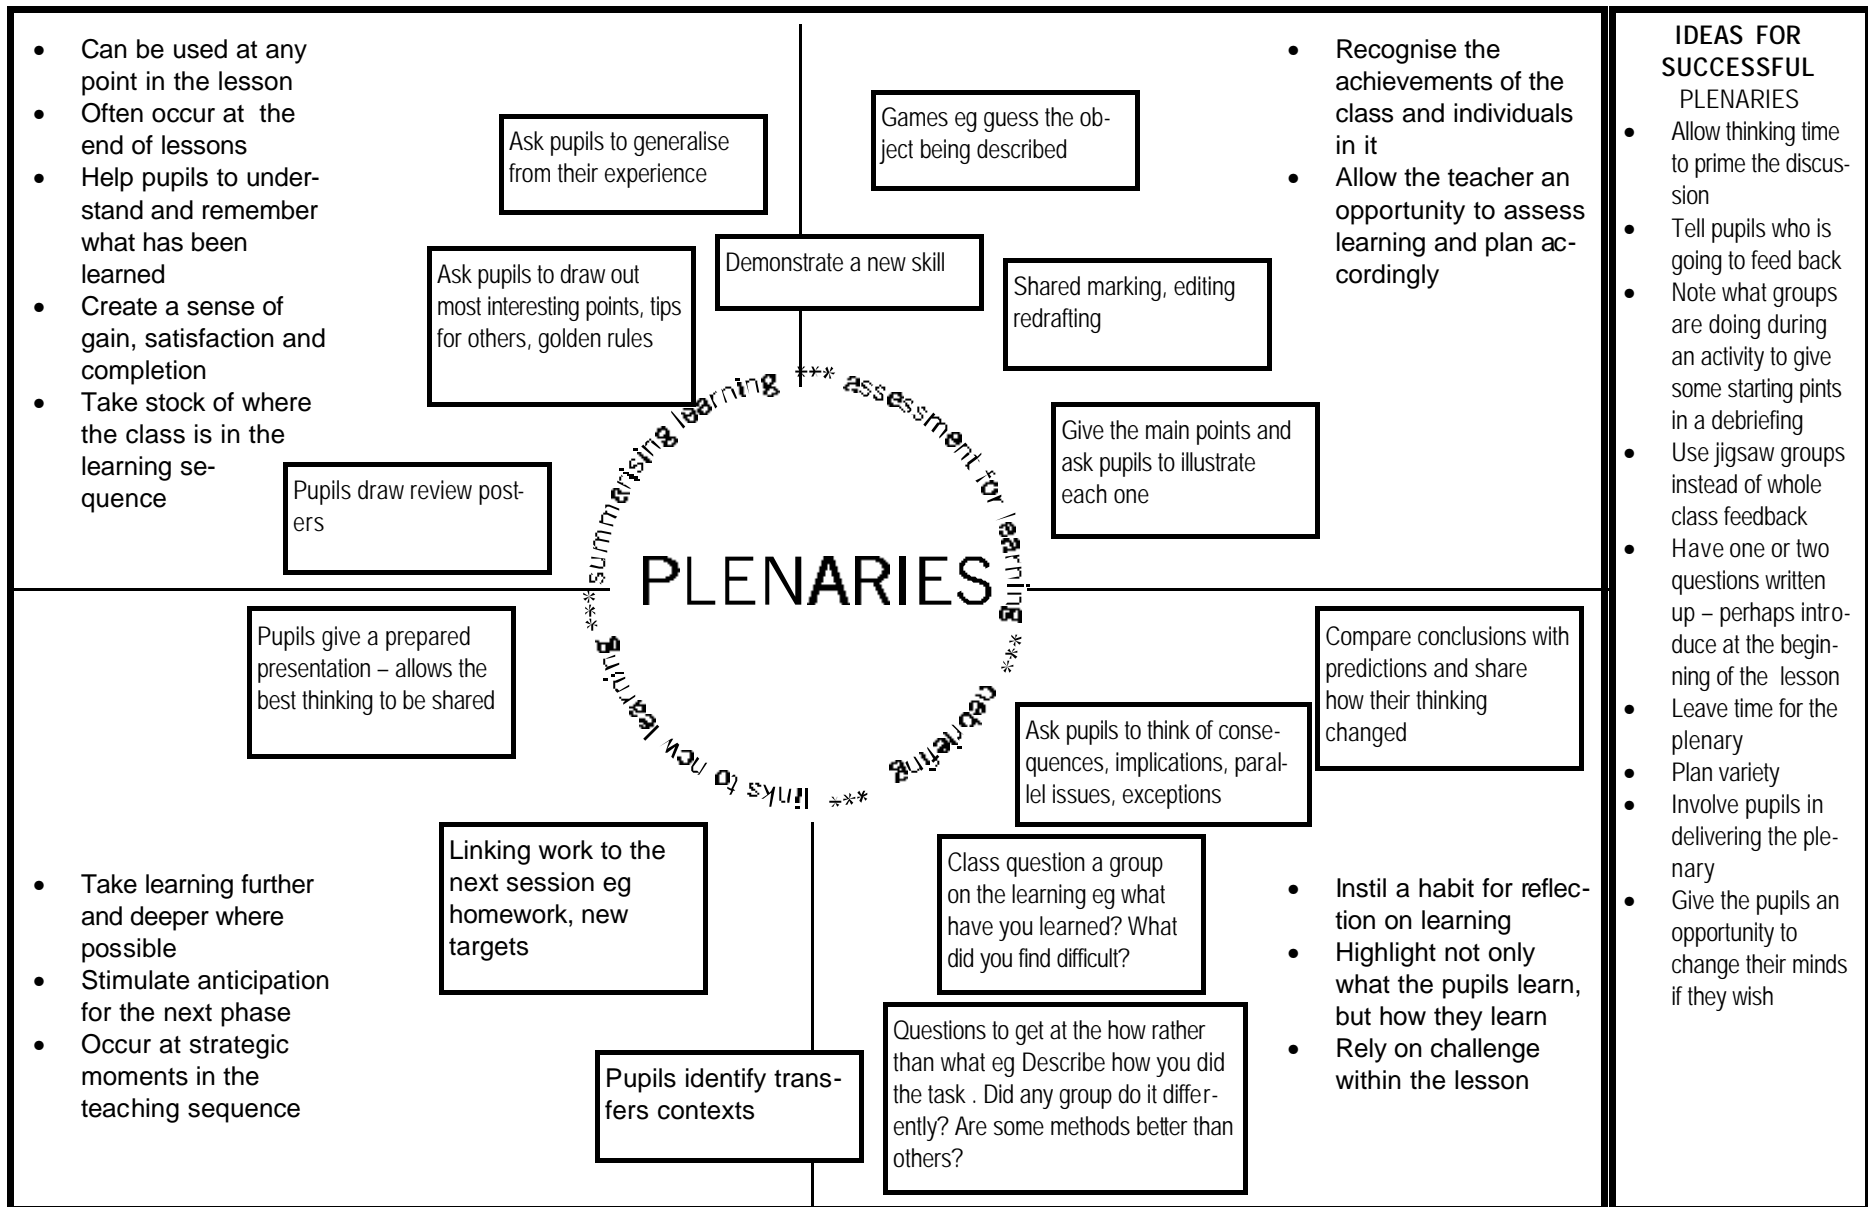 • Can be used at any
point in the lesson
• Often occur at the
end of lessons
• Help pupils to under-
stand and remember
what has been
learned
• Create a sense of
gain, satisfaction and
completion
• Take stock of where
the class is in the
learning se-
quence
Ask pupils to generalise
from their experience
Ask pupils to draw out
most interesting points, tips
for others, golden rules
Pupils draw review post-
ers
Demonstrate a new skill
Games eg guess the ob-
ject being described
Shared marking, editing
redrafting
Give the main points and
ask pupils to illustrate
each one
• Recognise the
achievements of the
class and individuals
in it
• Allow the teacher an
opportunity to assess
learning and plan ac-
cordingly
***summarising learning *** assessment for learning *** debriefing *** links to new learning
PLENARIES
Pupils give a prepared
presentation – allows the
best thinking to be shared
Linking work to the
next session eg
homework, new
targets
Pupils identify trans-
fers contexts
• Take learning further
and deeper where
possible
• Stimulate anticipation
for the next phase
• Occur at strategic
moments in the
teaching sequence
Compare conclusions with
predictions and share
how their thinking
changed
Ask pupils to think of conse-
quences, implications, paral-
lel issues, exceptions
Class question a group
on the learning eg what
have you learned? What
did you find difficult?
Questions to get at the how rather
than what eg Describe how you did
the task . Did any group do it differ-
ently? Are some methods better than
others?
• Instil a habit for reflec-
tion on learning
• Highlight not only
what the pupils learn,
but how they learn
• Rely on challenge
within the lesson
IDEAS FOR
SUCCESSFUL
PLENARIES
• Allow thinking time
to prime the discus-
sion
• Tell pupils who is
going to feed back
• Note what groups
are doing during
an activity to give
some starting pints
in a debriefing
• Use jigsaw groups
instead of whole
class feedback
• Have one or two
questions written
up – perhaps intro-
duce at the begin-
ning of the lesson
• Leave time for the
plenary
• Plan variety
• Involve pupils in
delivering the ple-
nary
• Give the pupils an
opportunity to
change their minds
if they wish